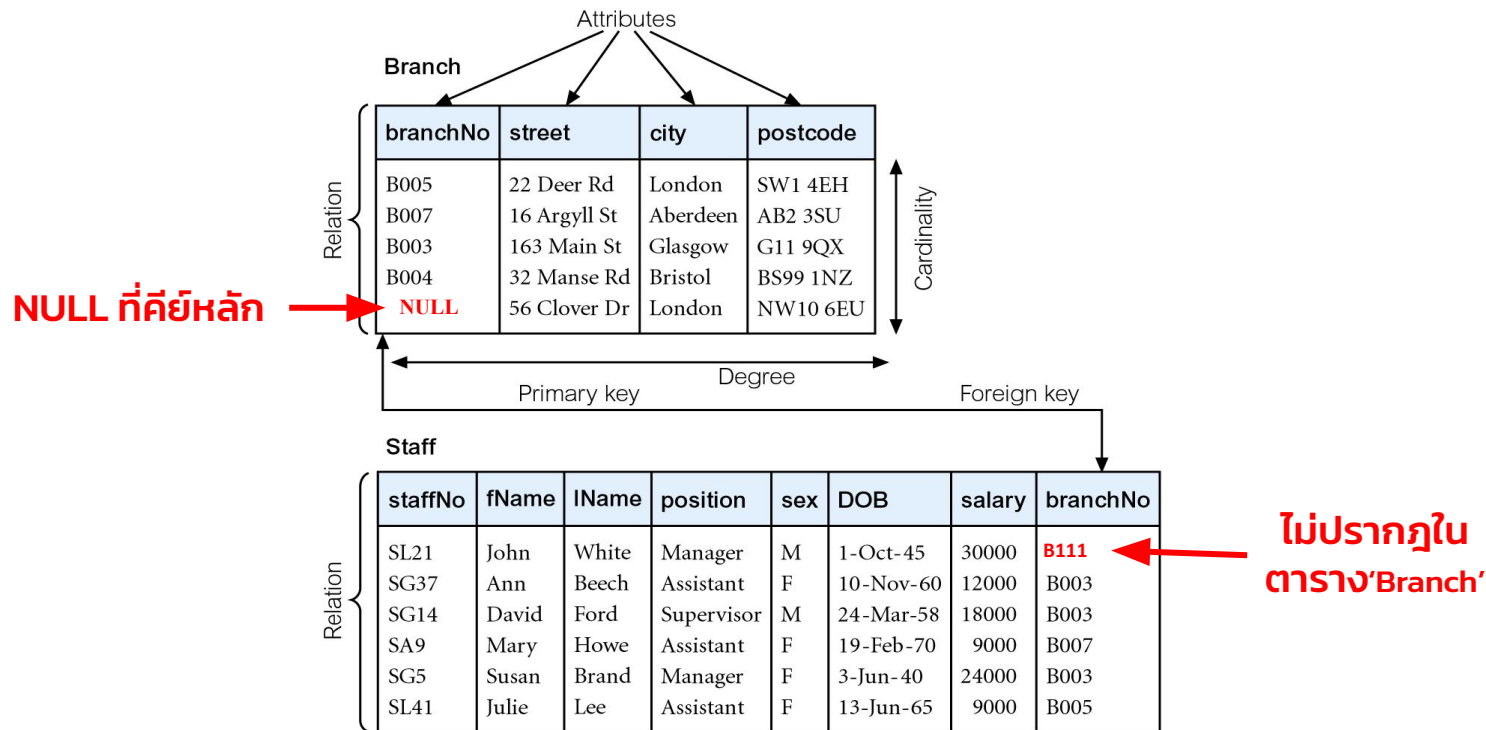 Attributes
Branch
branchNo street city postcode
B005 22 Deer Rd London SW1 4EH
B007 16 Argyll St Aberdeen AB2 3SU
B003 163 Main St Glasgow G11 9QX
B004 32 Manse Rd Bristol BS99 1NZ
NULL 56 Clover Dr London NW10 6EU
Relation
Cardinality
NULL ที่คีย์หลัก
Degree
Primary key
Foreign key
Staff
staffNo fName lName position sex DOB salary branchNo
SL21 John White Manager M 1-Oct-45 30000 B111
SG37 Ann Beech Assistant F 10-Nov-60 12000 B003
SG14 David Ford Supervisor M 24-Mar-58 18000 B003
SA9 Mary Howe Assistant F 19-Feb-70 9000 B007
SG5 Susan Brand Manager F 3-Jun-40 24000 B003
SL41 Julie Lee Assistant F 13-Jun-65 9000 B005
Relation
ไม่ปรากฎใน
ตาราง‘Branch’